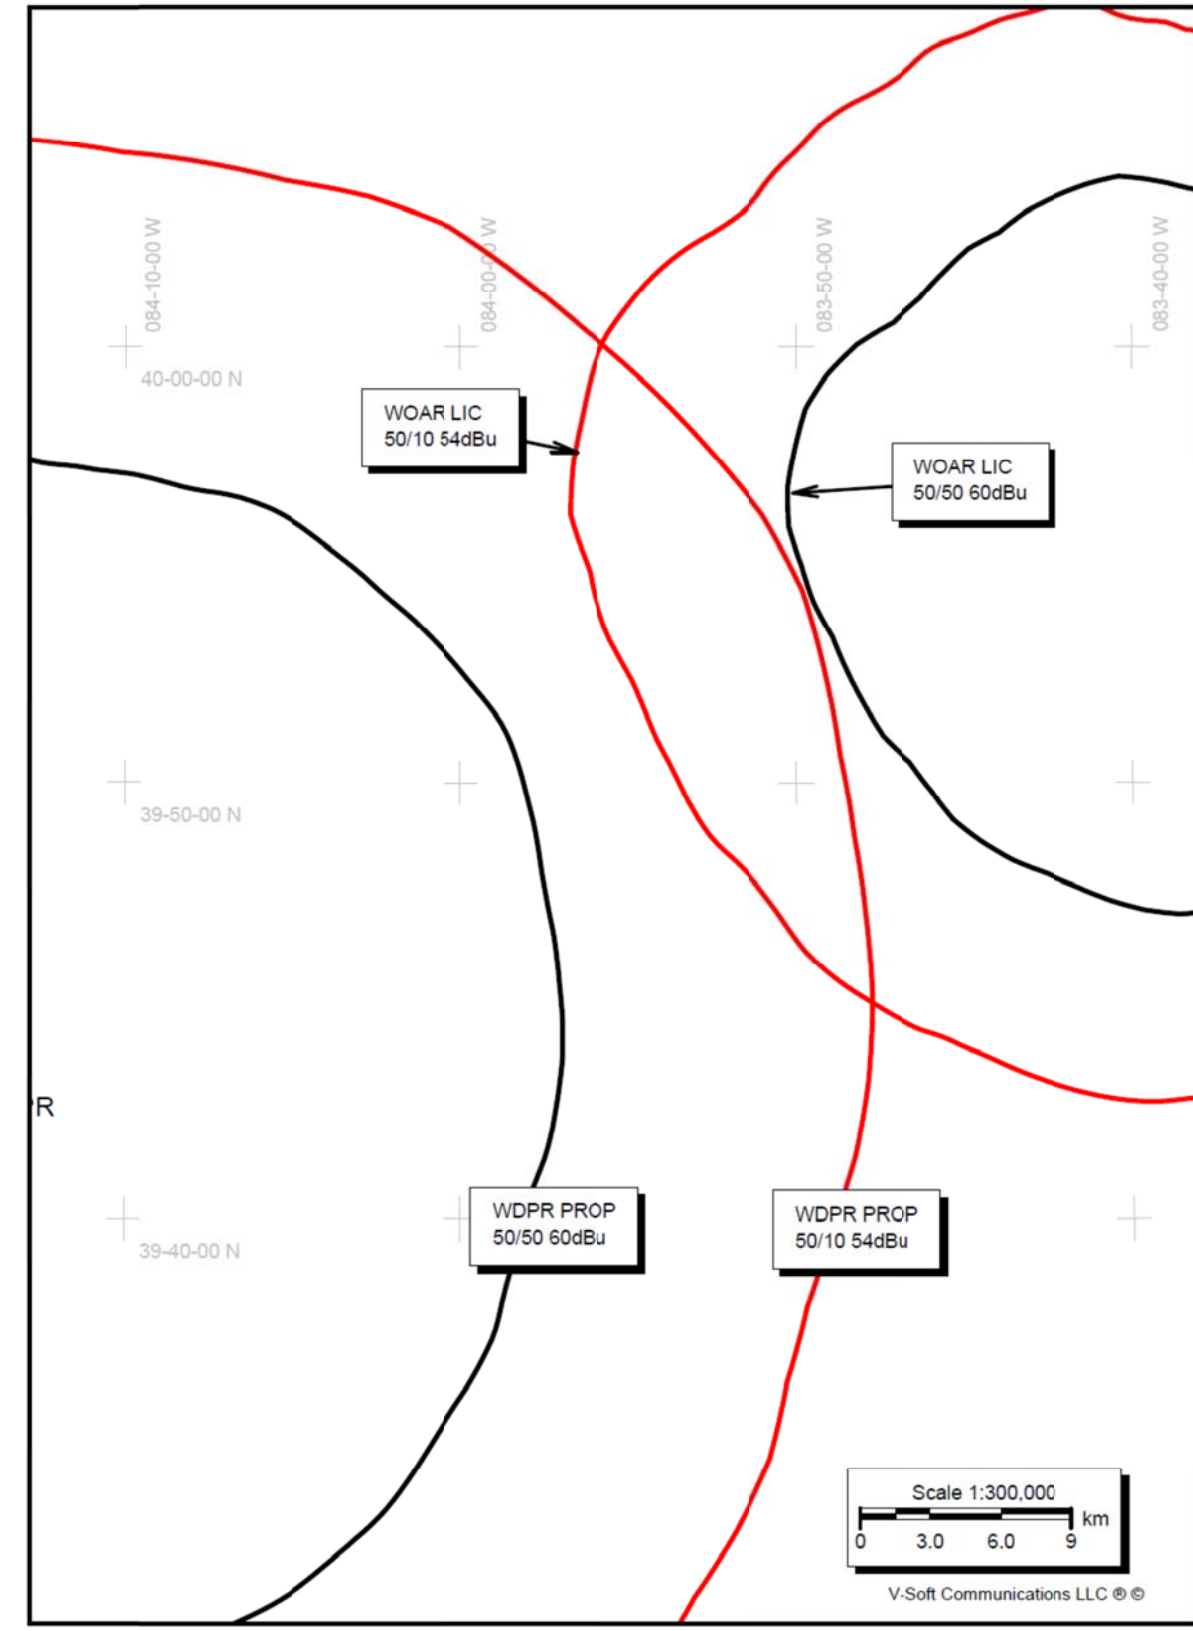 084-10-00 W
084-00-00 W
083-50-00 W
083-40-00 W
40-00-00 N
WOAR LIC
50/10 54dBu
WOAR LIC
50/50 60dBu
39-50-00 N
PR
WDPR PROP
50/50 60dBu
WDPR PROP
50/10 54dBu
39-40-00 N
Scale 1:300,000
km
0 3.0 6.0 9
V-Soft Communications LLC ® ©